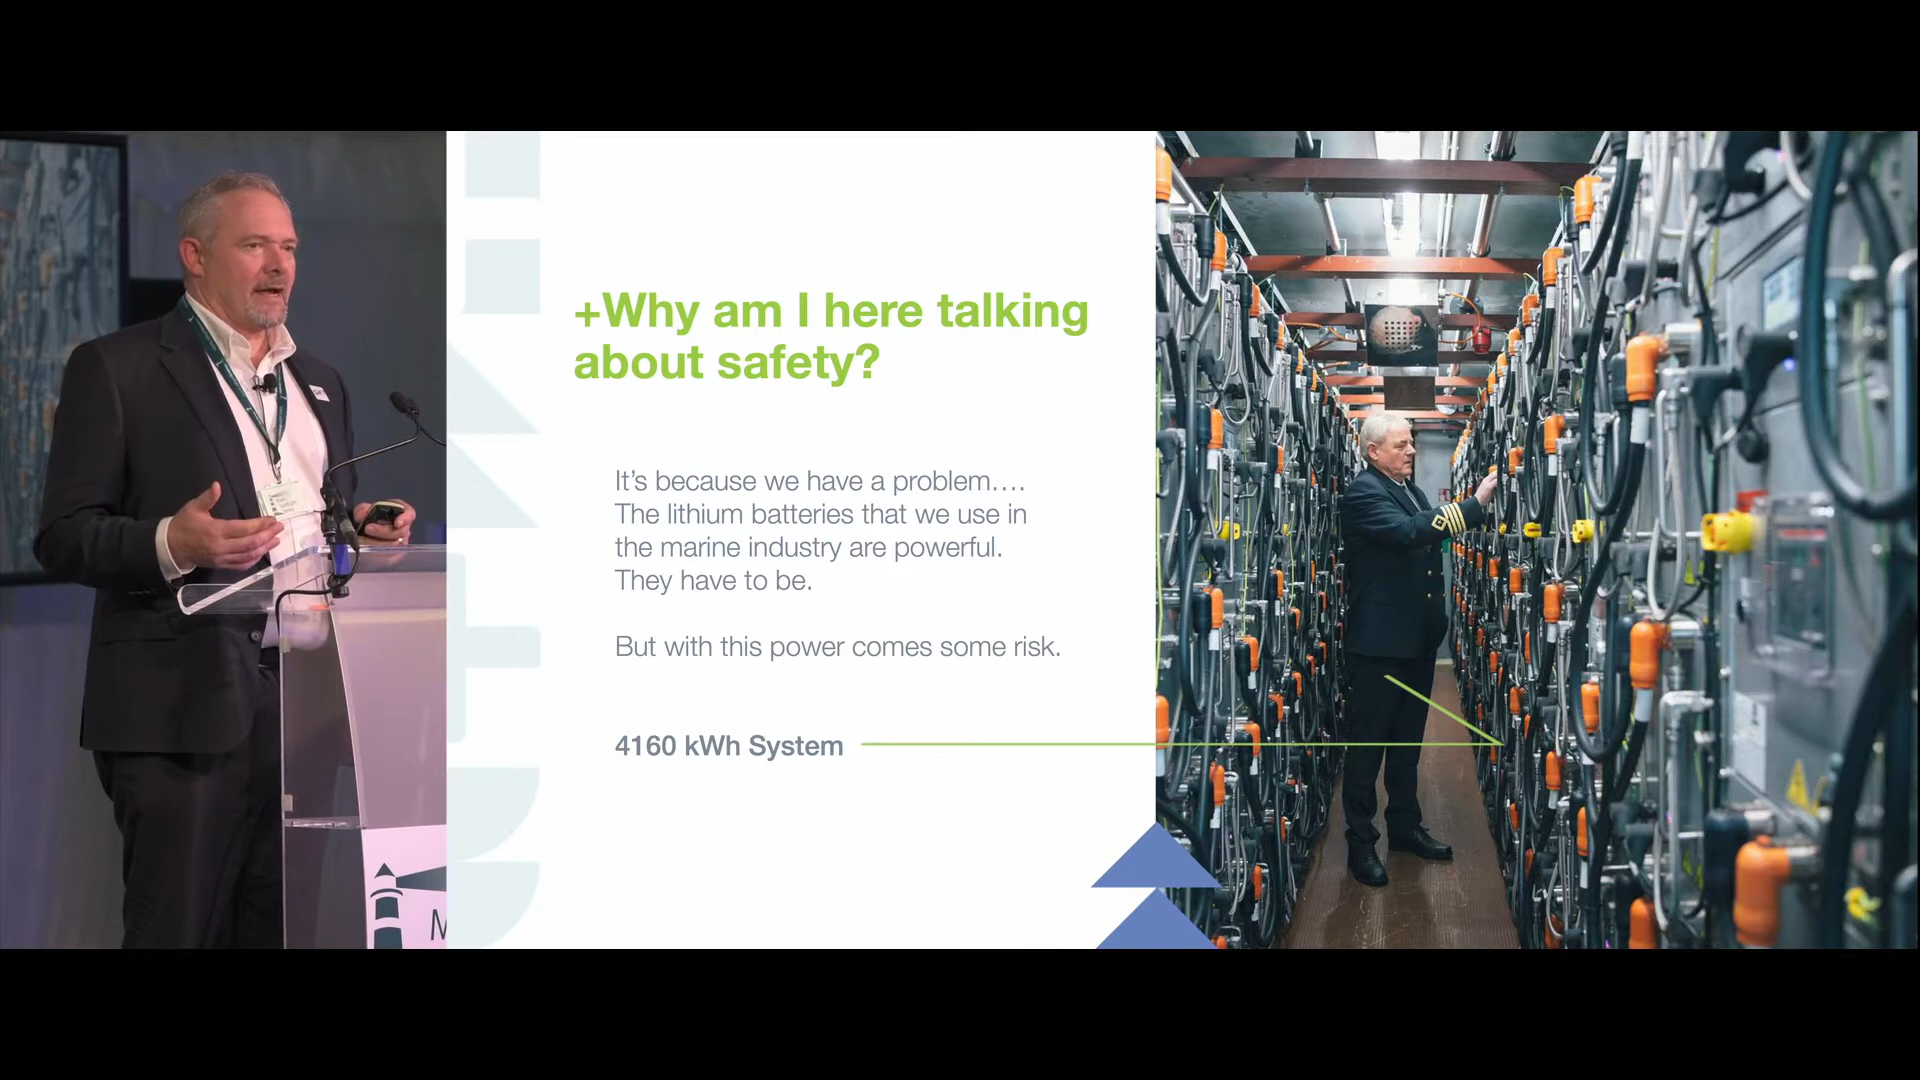 +Why am I here talking
about safety?
It’s because we have a problem....
The lithium batteries that we use in
the marine industry are powerful.
They have to be.
But with this power comes some risk.
4160 kWh System